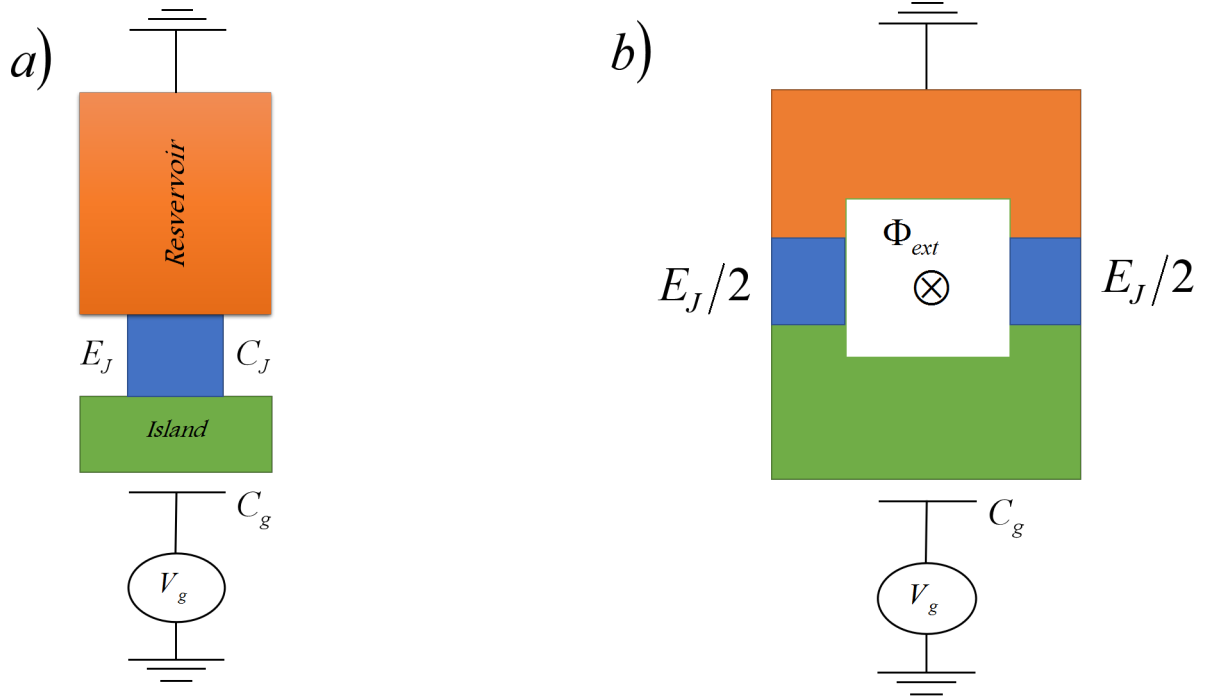 a)
Resvervoir
E_J
C_J
Island
C_g
V_g
b)
Φ_ext
⊗
E_J/2
E_J/2
C_g
V_g